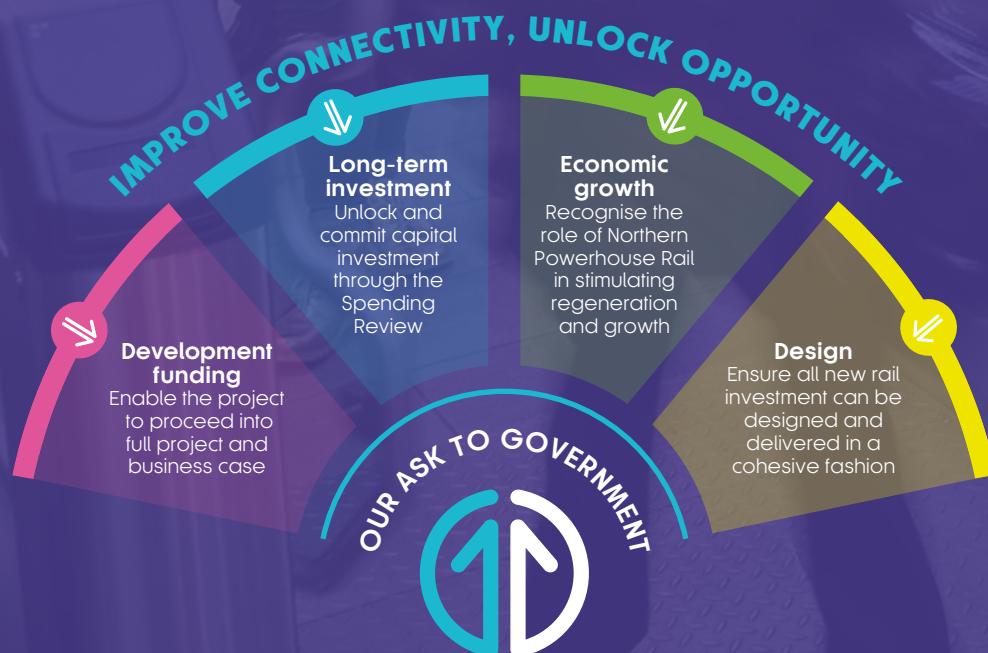 IMPROVE CONNECTIVITY, UNLOCK OPPORTUNITY
Development
funding
Enable the project
to proceed into
full project and
business case
Long-term
investment
Unlock and
commit capital
investment
through the
Spending
Review
Economic
growth
Recognise the
role of Northern
Powerhouse Rail
in stimulating
regeneration
and growth
Design
Ensure all new rail
investment can be
designed and
delivered in a
cohesive fashion
OUR ASK TO GOVERNMENT